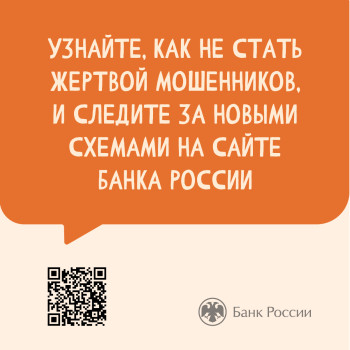 УЗНАЙТЕ, КАК НЕ СТАТЬ
ЖЕРТВОЙ МОШЕННИКОВ,
И СЛЕДИТЕ ЗА НОВЫМИ
СХЕМАМИ НА САЙТЕ
БАНКА РОССИИ
Банк России